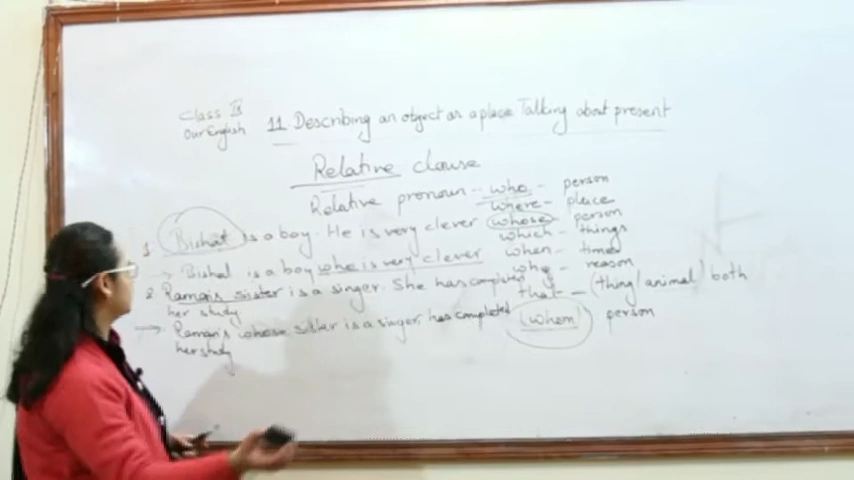 Class IX
Our English
11. Describing an object or a place Talking about present
Relative clause
Relative pronoun - who - person
where - place
1. Bishal is a boy. He is very clever whose - person
which - things
→ Bishal is a boy who is very clever when - time
why - reason
2. Raman's sister is a singer. She has completed
her study
that - (thing/animal) both
→ Raman's whose sister is a singer, has completed
her study
(whom) person